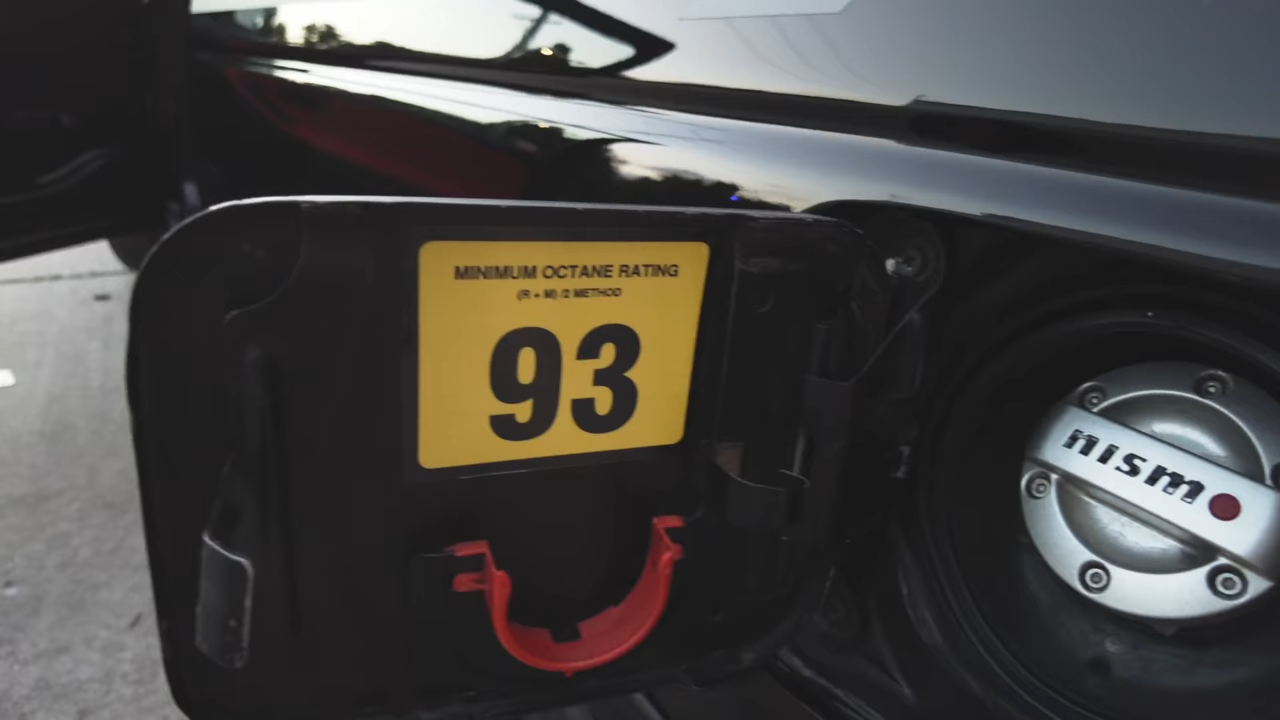 MINIMUM OCTANE RATING
(R + M) /2 METHOD
93
nismo